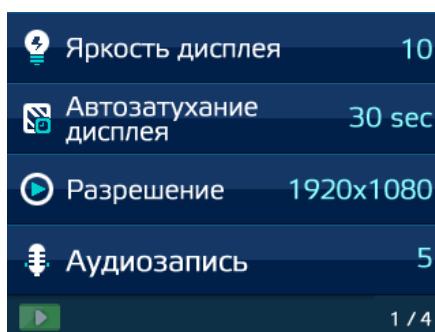 Яркость дисплея 10
Автозатухание
дисплея 30 sec
Разрешение 1920x1080
Аудиозапись 5
1 / 4